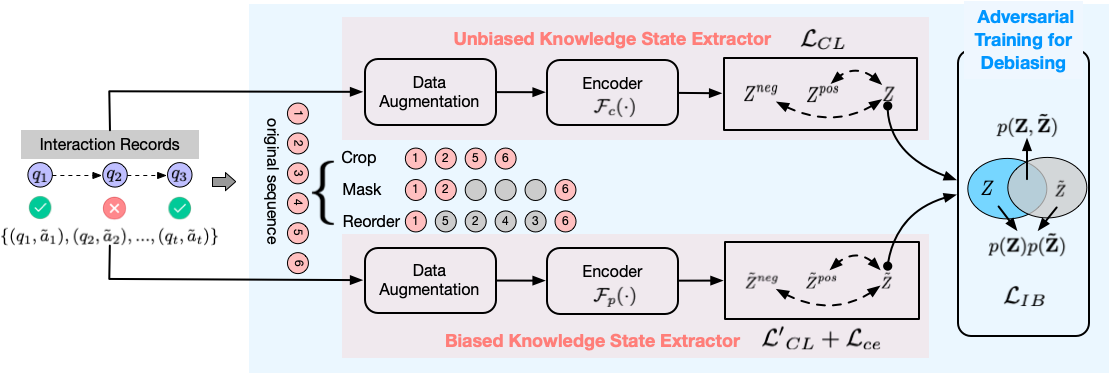 Adversarial
Training for
Debiasing
Unbiased Knowledge State Extractor
$\mathcal{L}_{CL}$
Data
Augmentation
Encoder
$\mathcal{F}_c(\cdot)$
$Z^{neg}$ $Z^{pos}$ $Z$
Interaction Records
$q_1$ $q_2$ $q_3$
$\{(q_1, \tilde{a}_1), (q_2, \tilde{a}_2), ..., (q_t, \tilde{a}_t)\}$
original sequence
1
2
3
4
5
6
Crop 1 2 5 6
Mask 1 2 6
Reorder 1 5 2 4 3 6
Data
Augmentation
Encoder
$\mathcal{F}_p(\cdot)$
$\tilde{Z}^{neg}$ $\tilde{Z}^{pos}$ $\tilde{Z}$
Biased Knowledge State Extractor
$\mathcal{L}'_{CL} + \mathcal{L}_{ce}$
$p(\mathbf{Z}, \tilde{\mathbf{Z}})$
$Z$ $\tilde{Z}$
$p(\mathbf{Z})p(\tilde{\mathbf{Z}})$
$\mathcal{L}_{IB}$